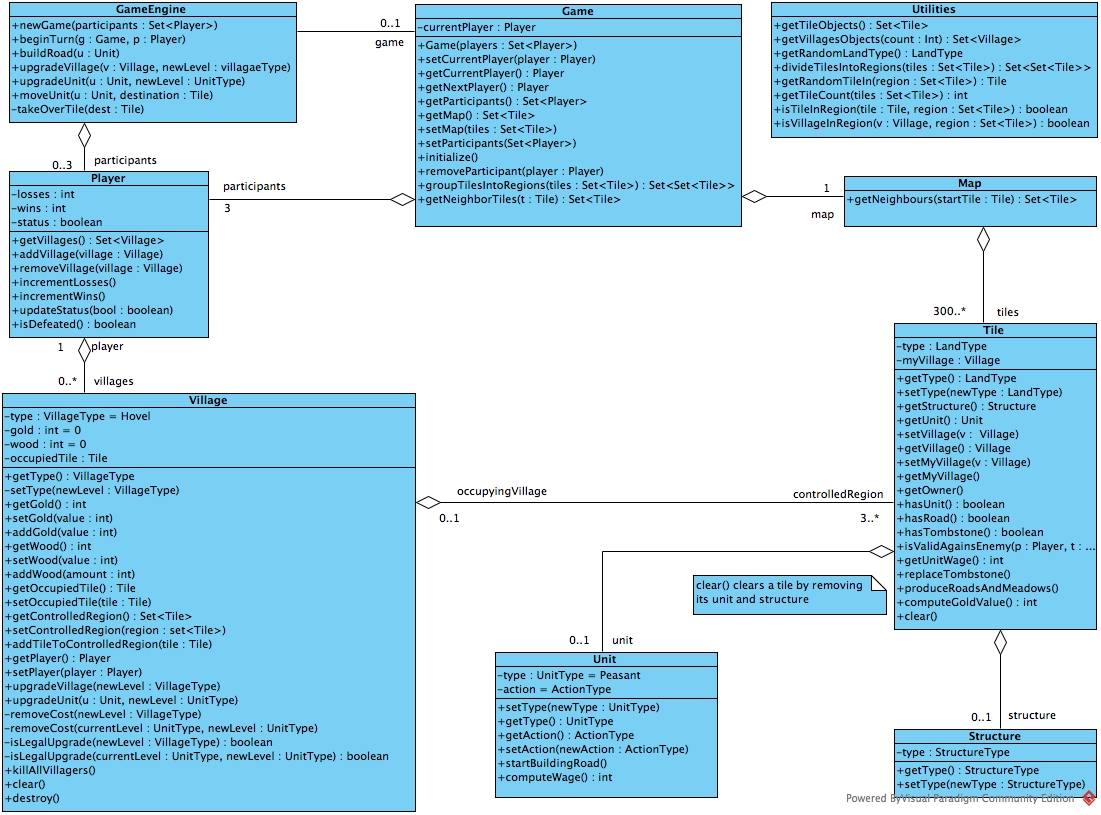 GameEngine
+newGame(participants : Set<Player>)
+beginTurn(g : Game, p : Player)
+buildRoad(u : Unit)
+upgradeVillage(v : Village, newLevel : villagaeType)
+upgradeUnit(u : Unit, newLevel : UnitType)
+moveUnit(u : Unit, destination : Tile)
-takeOverTile(dest : Tile)
0..1
game
Game
-currentPlayer : Player
+Game(players : Set<Player>)
+setCurrentPlayer(player : Player)
+getCurrentPlayer() : Player
+getNextPlayer() : Player
+getParticipants() : Set<Player>
+getMap() : Set<Tile>
+setMap(tiles : Set<Tile>)
+setParticipants(Set<Player>)
+initialize()
+removeParticipant(player : Player)
+groupTilesIntoRegions(tiles : Set<Tile>) : Set<Set<Tile>>
+getNeighborTiles(t : Tile) : Set<Tile>
Utilities
+getTileObjects() : Set<Tile>
+getVillagesObjects(count : Int) : Set<Village>
+getRandomLandType() : LandType
+divideTilesIntoRegions(tiles : Set<Tile>) : Set<Set<Tile>>
+getRandomTileIn(region : Set<Tile>) : Tile
+getTileCount(tiles : Set<Tile>) : int
+isTileInRegion(tile : Tile, region : Set<Tile>) : boolean
+isVillageInRegion(v : Village, region : Set<Tile>) : boolean
0..3
participants
Player
-losses : int
-wins : int
-status : boolean
+getVillages() : Set<Village>
+addVillage(village : Village)
+removeVillage(village : Village)
+incrementLosses()
+incrementWins()
+updateStatus(bool : boolean)
+isDefeated() : boolean
participants
3
1
map
Map
+getNeighbours(startTile : Tile) : Set<Tile>
300..*
tiles
1
player
0..*
villages
Village
-type : VillageType = Hovel
-gold : int = 0
-wood : int = 0
-occupiedTile : Tile
+getType() : VillageType
-setType(newLevel : VillageType)
+getGold() : int
+setGold(value : int)
+addGold(value : int)
+getWood() : int
+setWood(value : int)
+addWood(amount : int)
+getOccupiedTile() : Tile
+setOccupiedTile(tile : Tile)
+getControlledRegion() : Set<Tile>
+setControlledRegion(region : set<Tile>)
+addTileToControlledRegion(tile : Tile)
+getPlayer() : Player
+setPlayer(player : Player)
+upgradeVillage(newLevel : VillageType)
+upgradeUnit(u : Unit, newLevel : UnitType)
-removeCost(newLevel : VillageType)
-removeCost(currentLevel : UnitType, newLevel : UnitType)
-isLegalUpgrade(newLevel : VillageType) : boolean
-isLegalUpgrade(currentLevel : UnitType, newLevel : UnitType) : boolean
+killAllVillagers()
+clear()
+destroy()
occupyingVillage
0..1
controlledRegion
3..*
Tile
-type : LandType
-myVillage : Village
+getType() : LandType
+setType(newType : LandType)
+getStructure() : Structure
+getUnit() : Unit
+setVillage(v : Village)
+getVillage() : Village
+setMyVillage(v : Village)
+getMyVillage()
+getOwner()
+hasUnit() : boolean
+hasRoad() : boolean
+hasTombstone() : boolean
+isValidAgainsEnemy(p : Player, t : ...
+getUnitWage() : int
+replaceTombstone()
+produceRoadsAndMeadows()
+computeGoldValue() : int
+clear()
clear() clears a tile by removing
its unit and structure
0..1
unit
Unit
-type : UnitType = Peasant
-action = ActionType
+setType(newType : UnitType)
+getType() : UnitType
+getAction() : ActionType
+setAction(newAction : ActionType)
+startBuildingRoad()
+computeWage() : int
0..1
structure
Structure
-type : StructureType
+getType() : StructureType
+setType(newType : StructureType)
Powered ByVisual Paradigm Community Edition